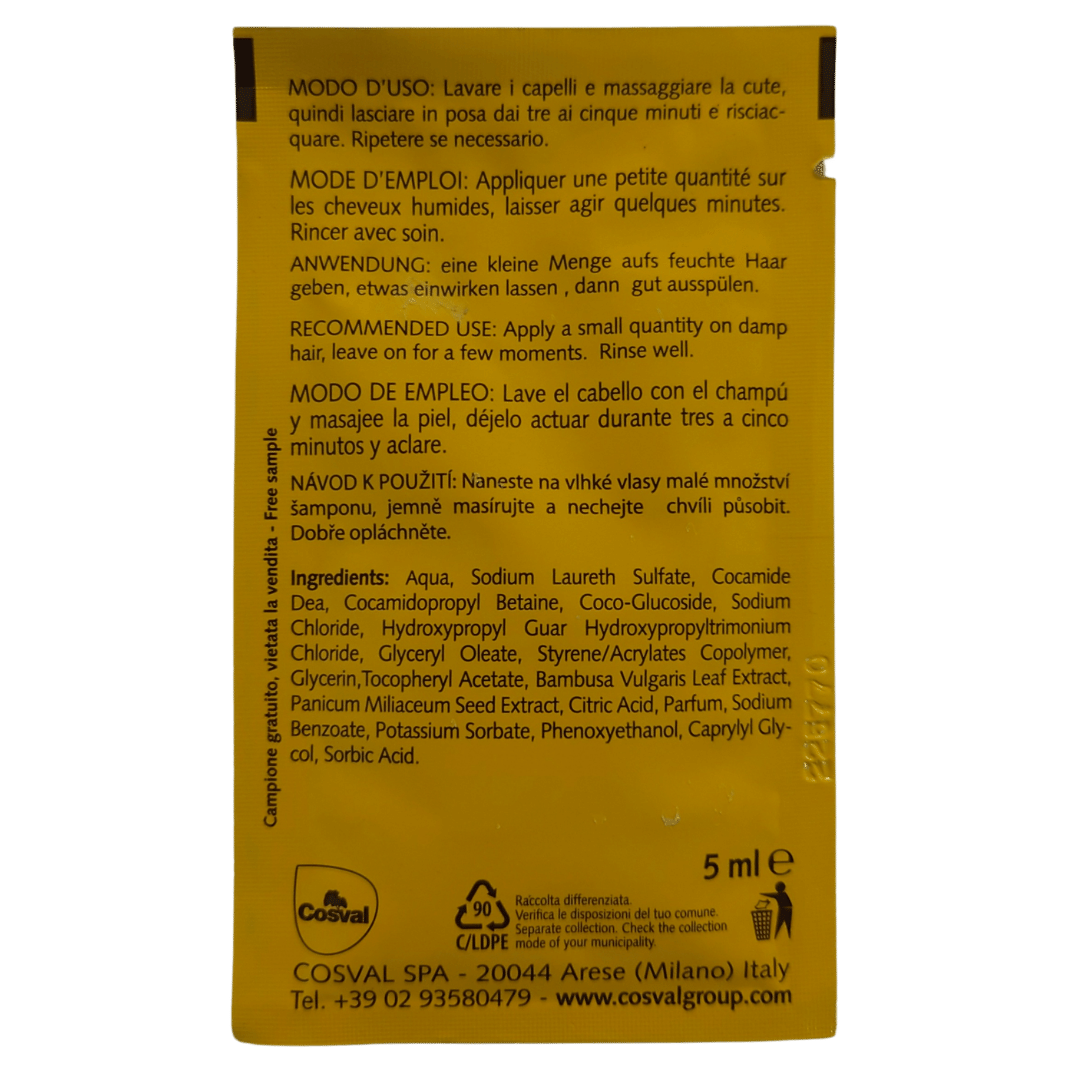 MODO D'USO: Lavare i capelli e massaggiare la cute,
quindi lasciare in posa dai tre ai cinque minuti e risciac-
quare. Ripetere se necessario.
MODE D'EMPLOI: Appliquer une petite quantité sur
les cheveux humides, laisser agir quelques minutes.
Rincer avec soin.
ANWENDUNG: eine kleine Menge aufs feuchte Haar
geben, etwas einwirken lassen , dann gut ausspülen.
RECOMMENDED USE: Apply a small quantity on damp
hair, leave on for a few moments. Rinse well.
MODO DE EMPLEO: Lave el cabello con el champú
y masajee la piel, déjelo actuar durante tres a cinco
minutos y aclare.
NÁVOD K POUŽITÍ: Naneste na vlhké vlasy malé množství
šamponu, jemně masírujte a nechejte chvíli působit.
Dobře opláchněte.
Campione gratuito, vietata la vendita - Free sample
Ingredients: Aqua, Sodium Laureth Sulfate, Cocamide
Dea, Cocamidopropyl Betaine, Coco-Glucoside, Sodium
Chloride, Hydroxypropyl Guar Hydroxypropyltrimonium
Chloride, Glyceryl Oleate, Styrene/Acrylates Copolymer,
Glycerin,Tocopheryl Acetate, Bambusa Vulgaris Leaf Extract,
Panicum Miliaceum Seed Extract, Citric Acid, Parfum, Sodium
Benzoate, Potassium Sorbate, Phenoxyethanol, Caprylyl Gly-
col, Sorbic Acid.
5 ml e
Cosval
90
C/LDPE
Raccolta differenziata.
Verifica le disposizioni del tuo comune.
Separate collection. Check the collection
mode of your municipality.
COSVAL SPA - 20044 Arese (Milano) Italy
Tel. +39 02 93580479 - www.cosvalgroup.com